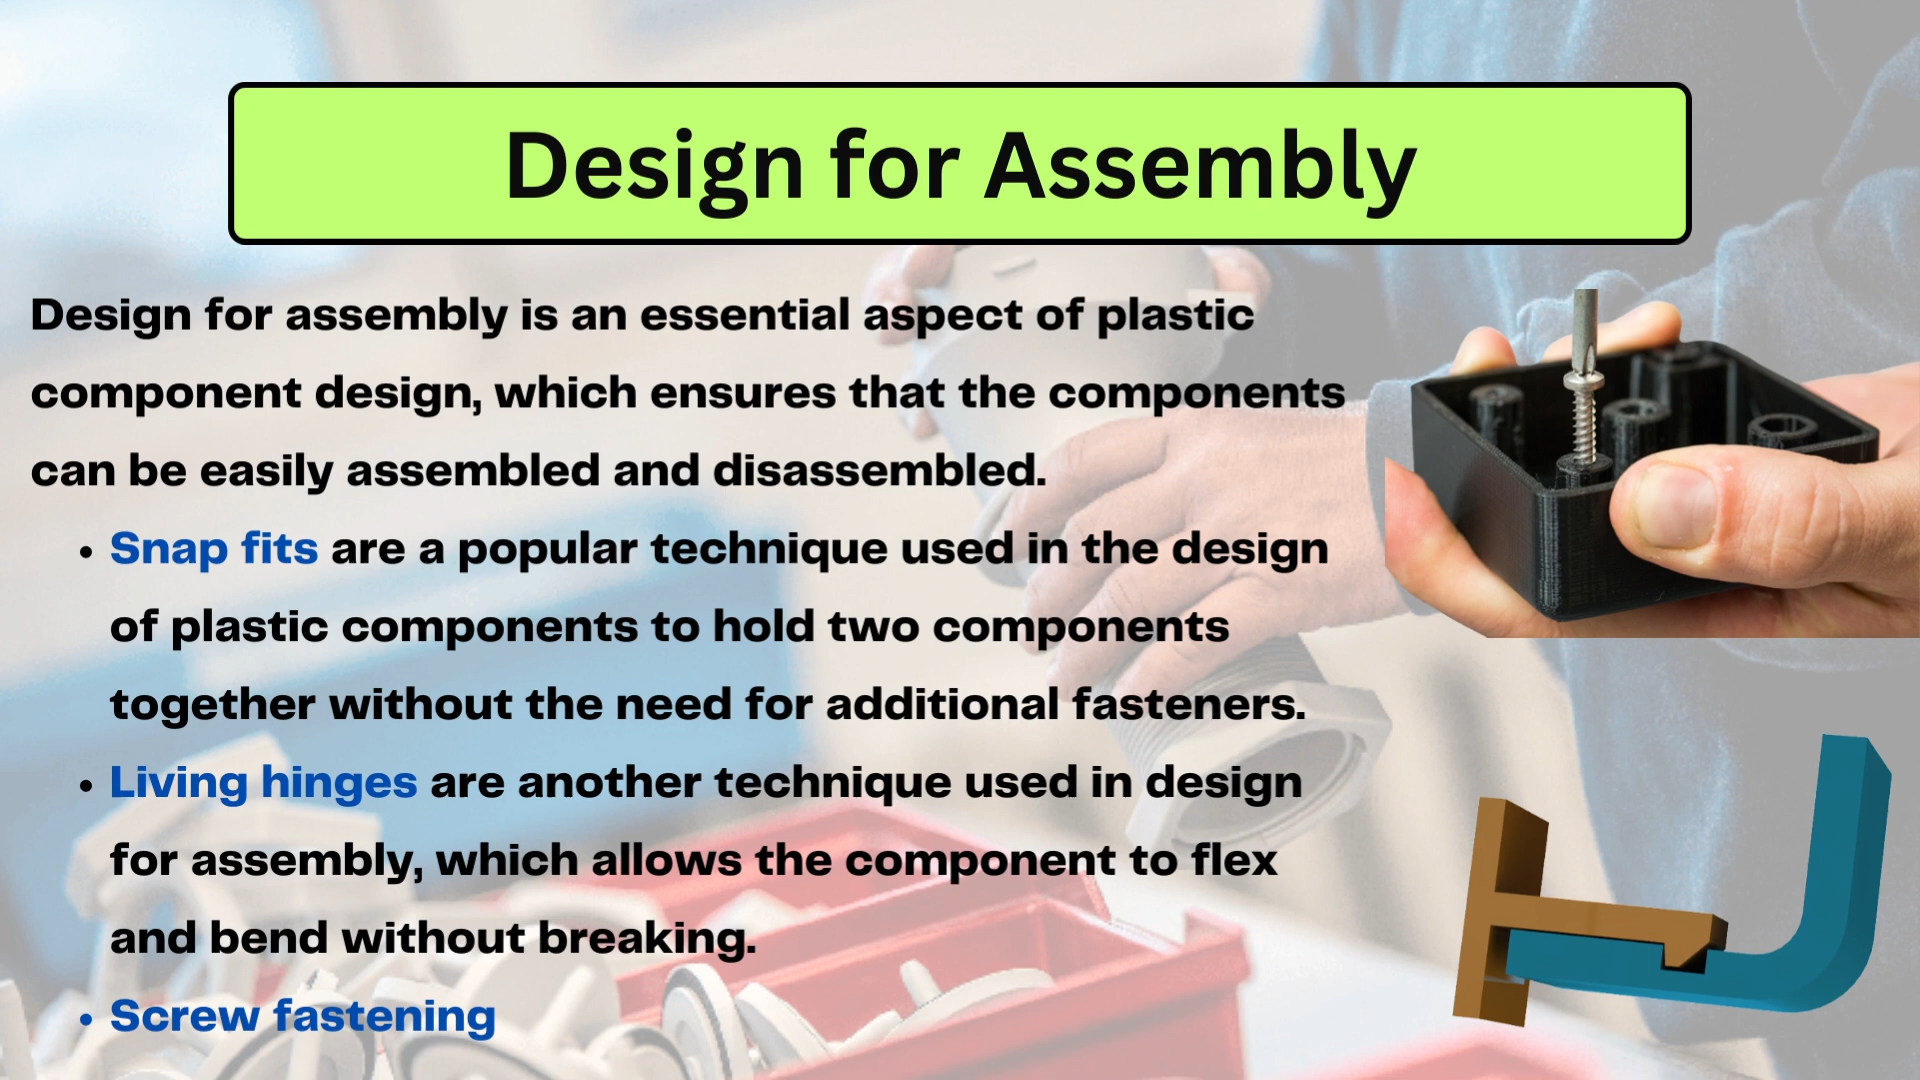 Design for Assembly
Design for assembly is an essential aspect of plastic
component design, which ensures that the components
can be easily assembled and disassembled.
• Snap fits are a popular technique used in the design
of plastic components to hold two components
together without the need for additional fasteners.
• Living hinges are another technique used in design
for assembly, which allows the component to flex
and bend without breaking.
• Screw fastening